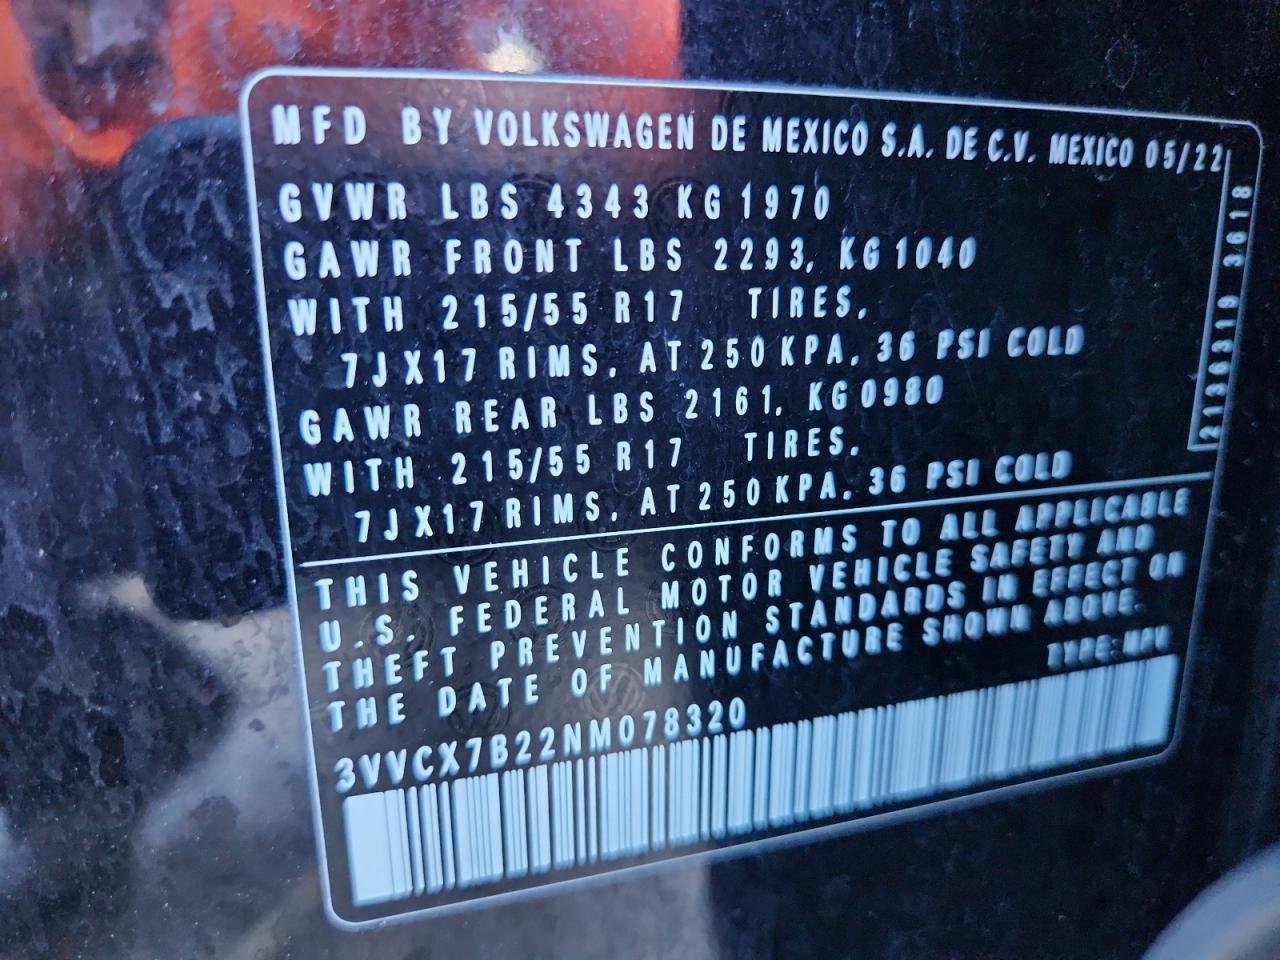 MFD BY VOLKSWAGEN DE MEXICO S.A. DE C.V. MEXICO 05/22
GVWR LBS 4343 KG 1970
GAWR FRONT LBS 2293, KG 1040
WITH 215/55 R17 TIRES,
7JX17 RIMS, AT 250 KPA, 36 PSI COLD
GAWR REAR LBS 2161, KG 0980
WITH 215/55 R17 TIRES,
7JX17 RIMS, AT 250 KPA, 36 PSI COLD
2136319 3618
THIS VEHICLE CONFORMS TO ALL APPLICABLE
U.S. FEDERAL MOTOR VEHICLE SAFETY AND
THEFT PREVENTION STANDARDS IN EFFECT ON
THE DATE OF MANUFACTURE SHOWN ABOVE.
TYPE: MPV
3VVCX7B22NM078320